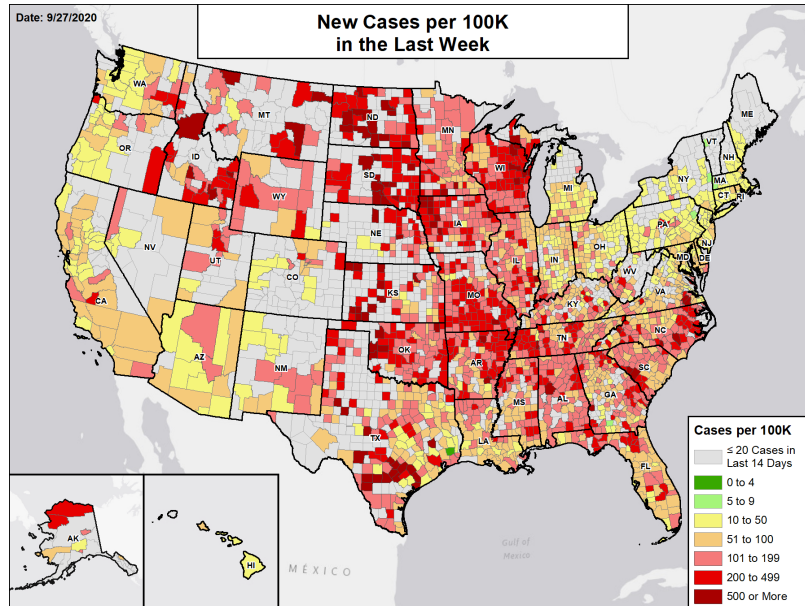 Date: 9/27/2020
New Cases per 100K
in the Last Week
WA
MT
ND
MN
ME
OR
ID
SD
WI
VT
NH
NY
MA
CT
RI
WY
MI
IA
NE
PA
NJ
NV
UT
CO
IL
IN
OH
MD
DE
WV
VA
CA
KS
MO
KY
NC
AZ
NM
OK
AR
TN
SC
MS
AL
GA
TX
LA
FL
AK
HI
MÉXICO
Gulf of
Mexico
Cases per 100K
≤ 20 Cases in
Last 14 Days
0 to 4
5 to 9
10 to 50
51 to 100
101 to 199
200 to 499
500 or More